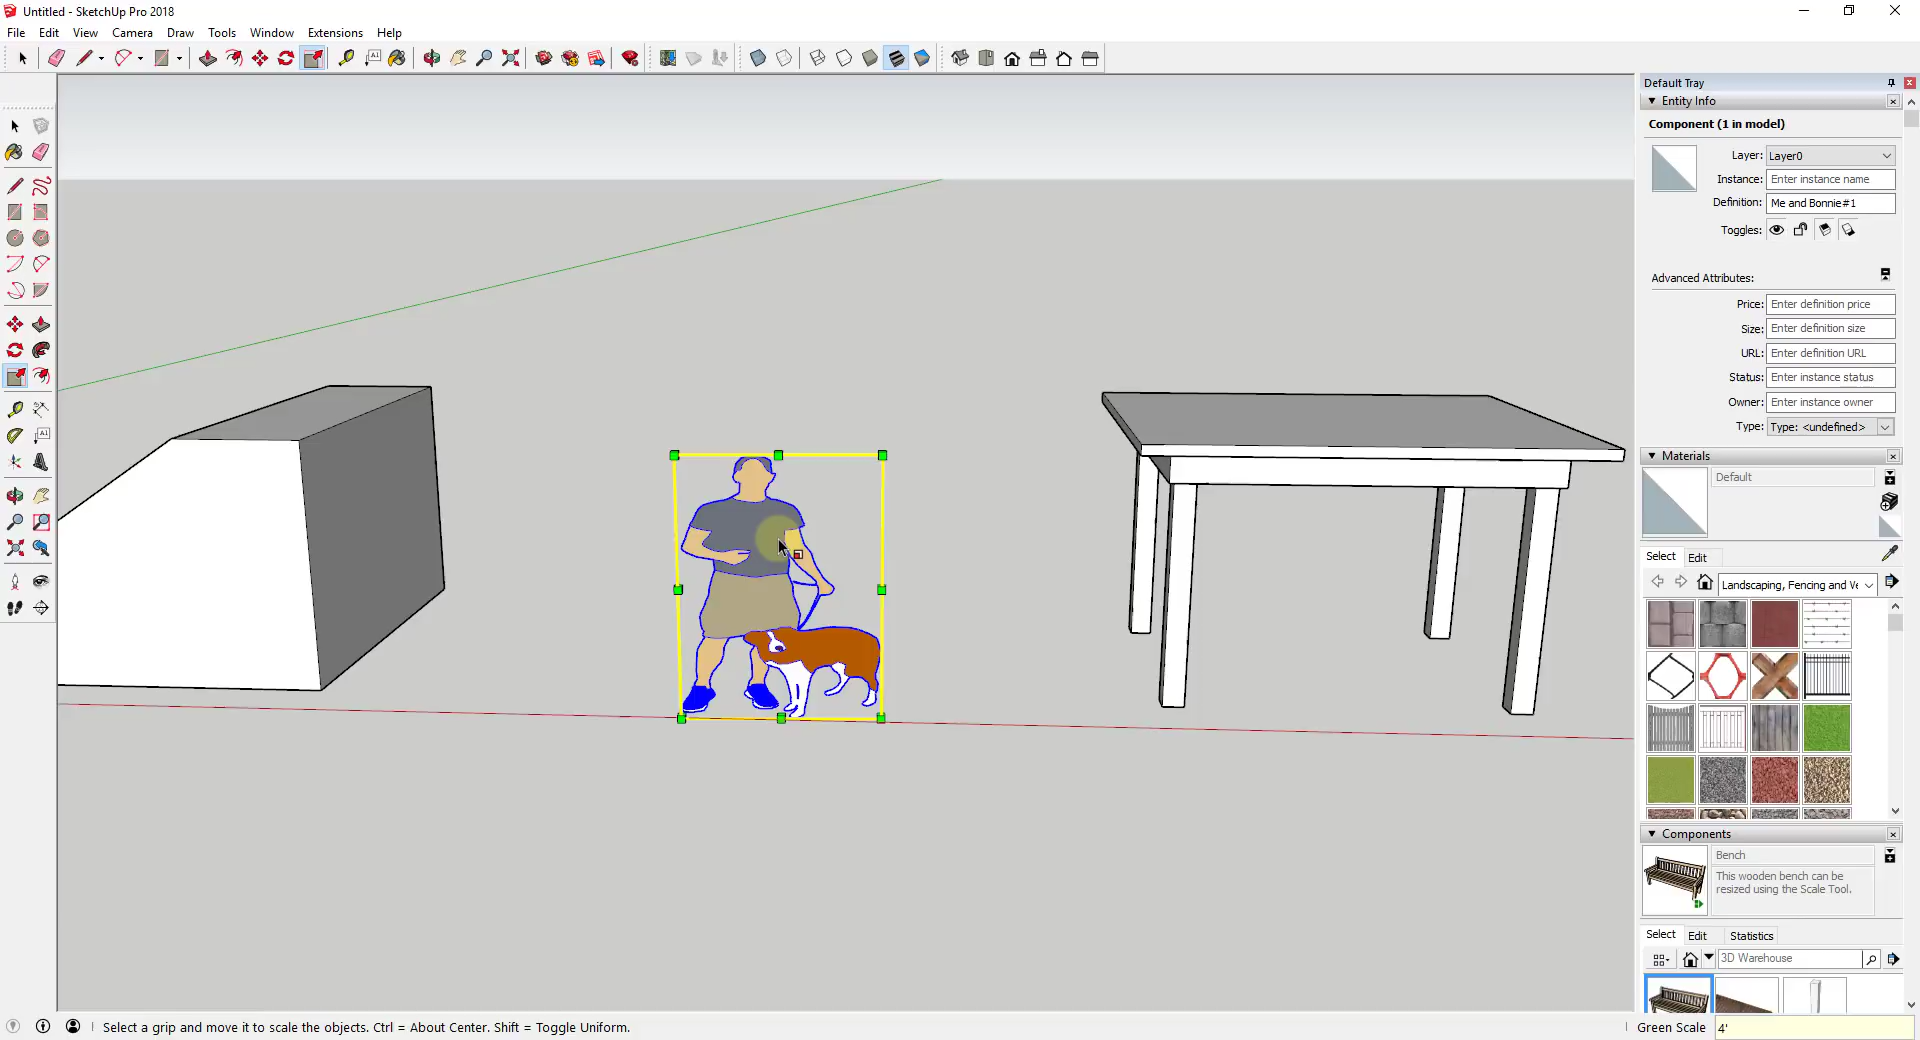 Untitled - SketchUp Pro 2018
File Edit View Camera Draw Tools Window Extensions Help
Default Tray
Entity Info
Component (1 in model)
Layer: Layer0
Instance: Enter instance name
Definition: Me and Bonnie#1
Toggles:
Advanced Attributes:
Price: Enter definition price
Size: Enter definition size
URL: Enter definition URL
Status: Enter instance status
Owner: Enter instance owner
Type: Type: <undefined>
Materials
Default
Select Edit
Landscaping, Fencing and Ve
Components
Bench
This wooden bench can be
resized using the Scale Tool.
Select Edit Statistics
3D Warehouse
Select a grip and move it to scale the objects. Ctrl = About Center. Shift = Toggle Uniform.
Green Scale 4'